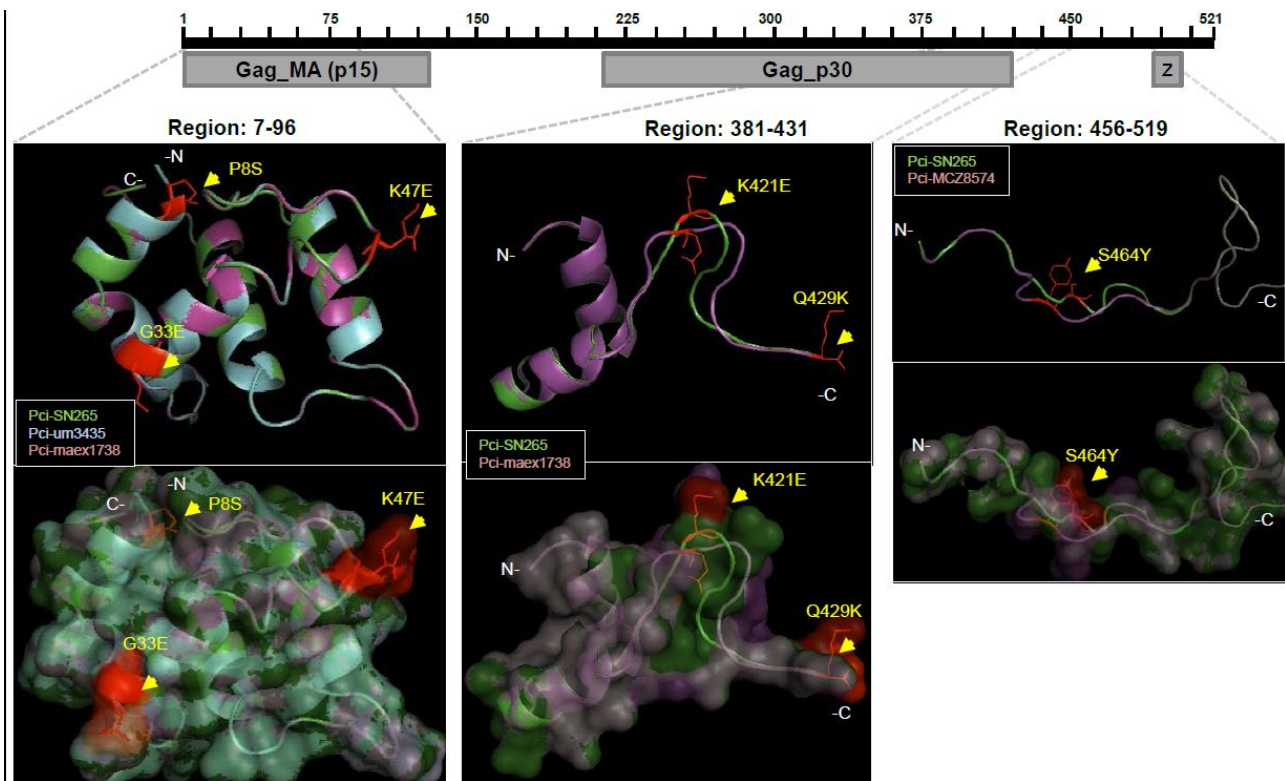 1 75 150 225 300 375 450 521
Gag_MA (p15) Gag_p30 Z
Region: 7-96 Region: 381-431 Region: 456-519
-N
C-
P8S
K47E
G33E
Pci-SN265
Pci-um3435
Pci-maex1738
-N
C-
P8S
K47E
G33E
N-
K421E
Q429K
-C
Pci-SN265
Pci-maex1738
K421E
N-
Q429K
-C
Pci-SN265
Pci-MCZ8574
N-
S464Y
-C
S464Y
N-
-C